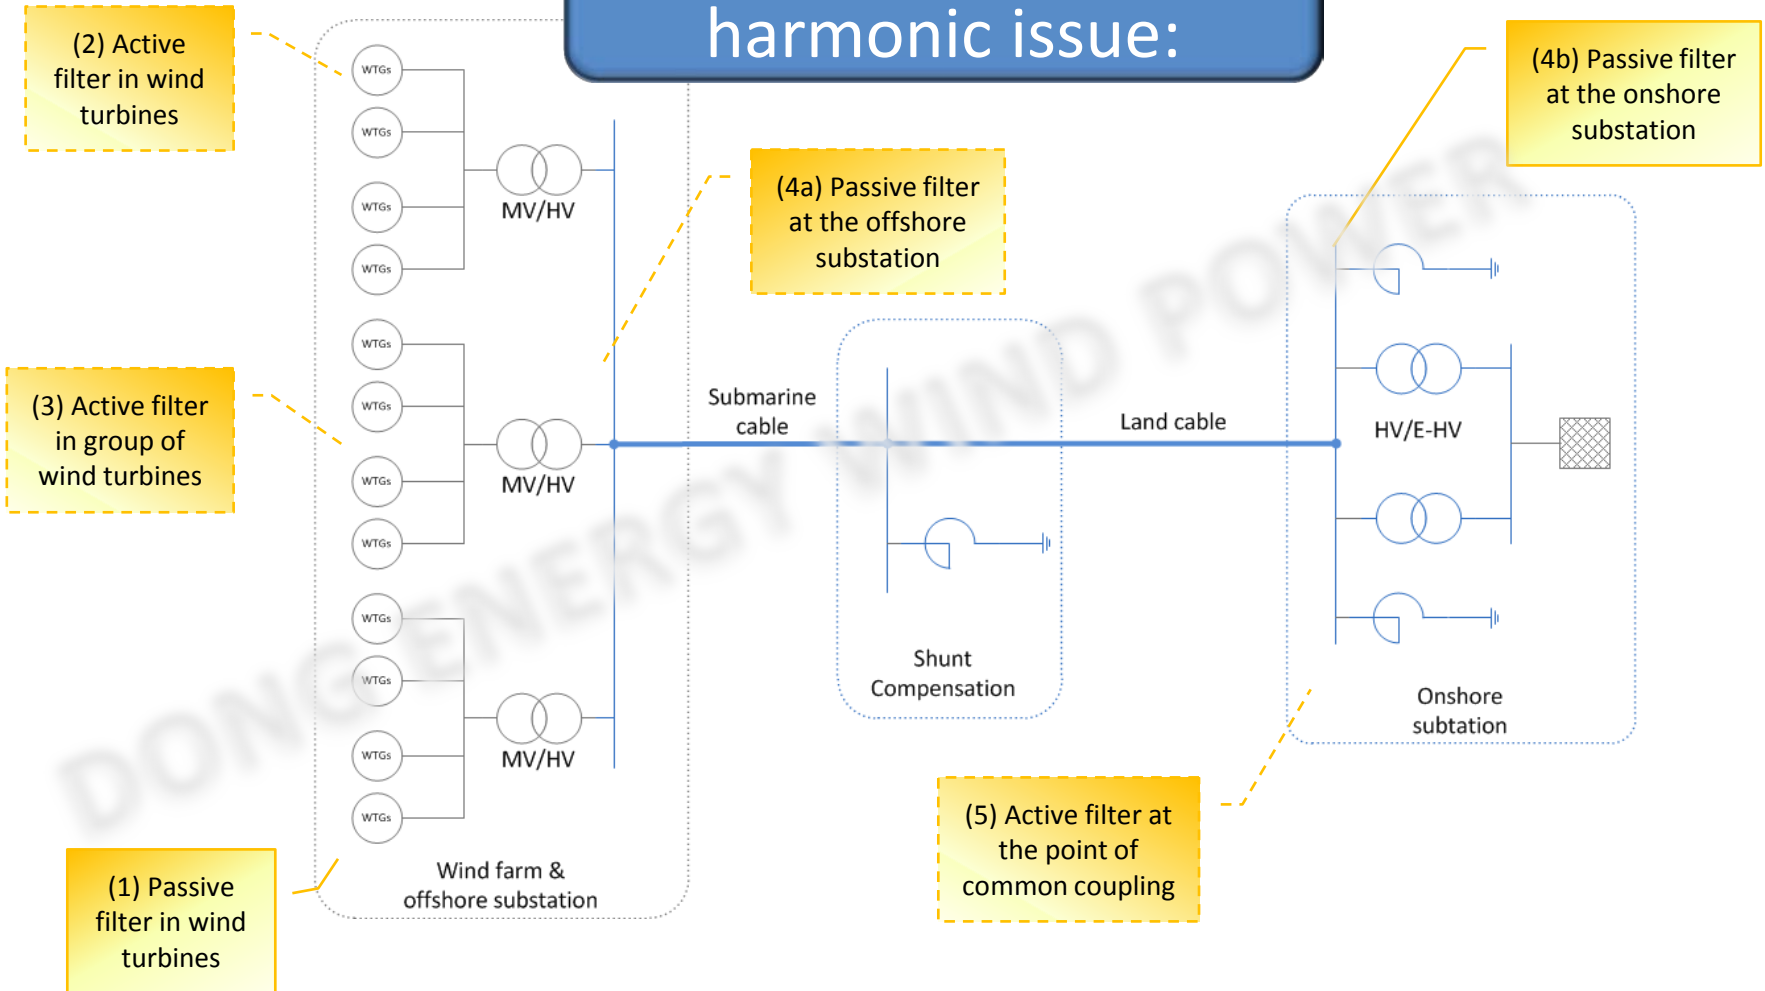 harmonic issue:
(2) Active
filter in wind
turbines
(4b) Passive filter
at the onshore
substation
(4a) Passive filter
at the offshore
substation
(3) Active filter
in group of
wind turbines
(1) Passive
filter in wind
turbines
(5) Active filter at
the point of
common coupling
WTGs
WTGs
WTGs
WTGs
MV/HV
WTGs
WTGs
WTGs
WTGs
MV/HV
WTGs
WTGs
WTGs
WTGs
MV/HV
Wind farm &
offshore substation
Submarine
cable
Shunt
Compensation
Land cable
HV/E-HV
Onshore
subtation
DONG ENERGY WIND POWER